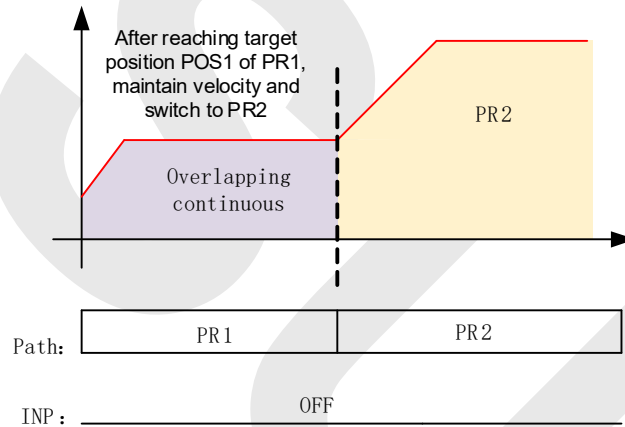 After reaching target
position POS1 of PR1,
maintain velocity and
switch to PR2
PR2
Overlapping
continuous
Path: PR1 PR2
INP: OFF